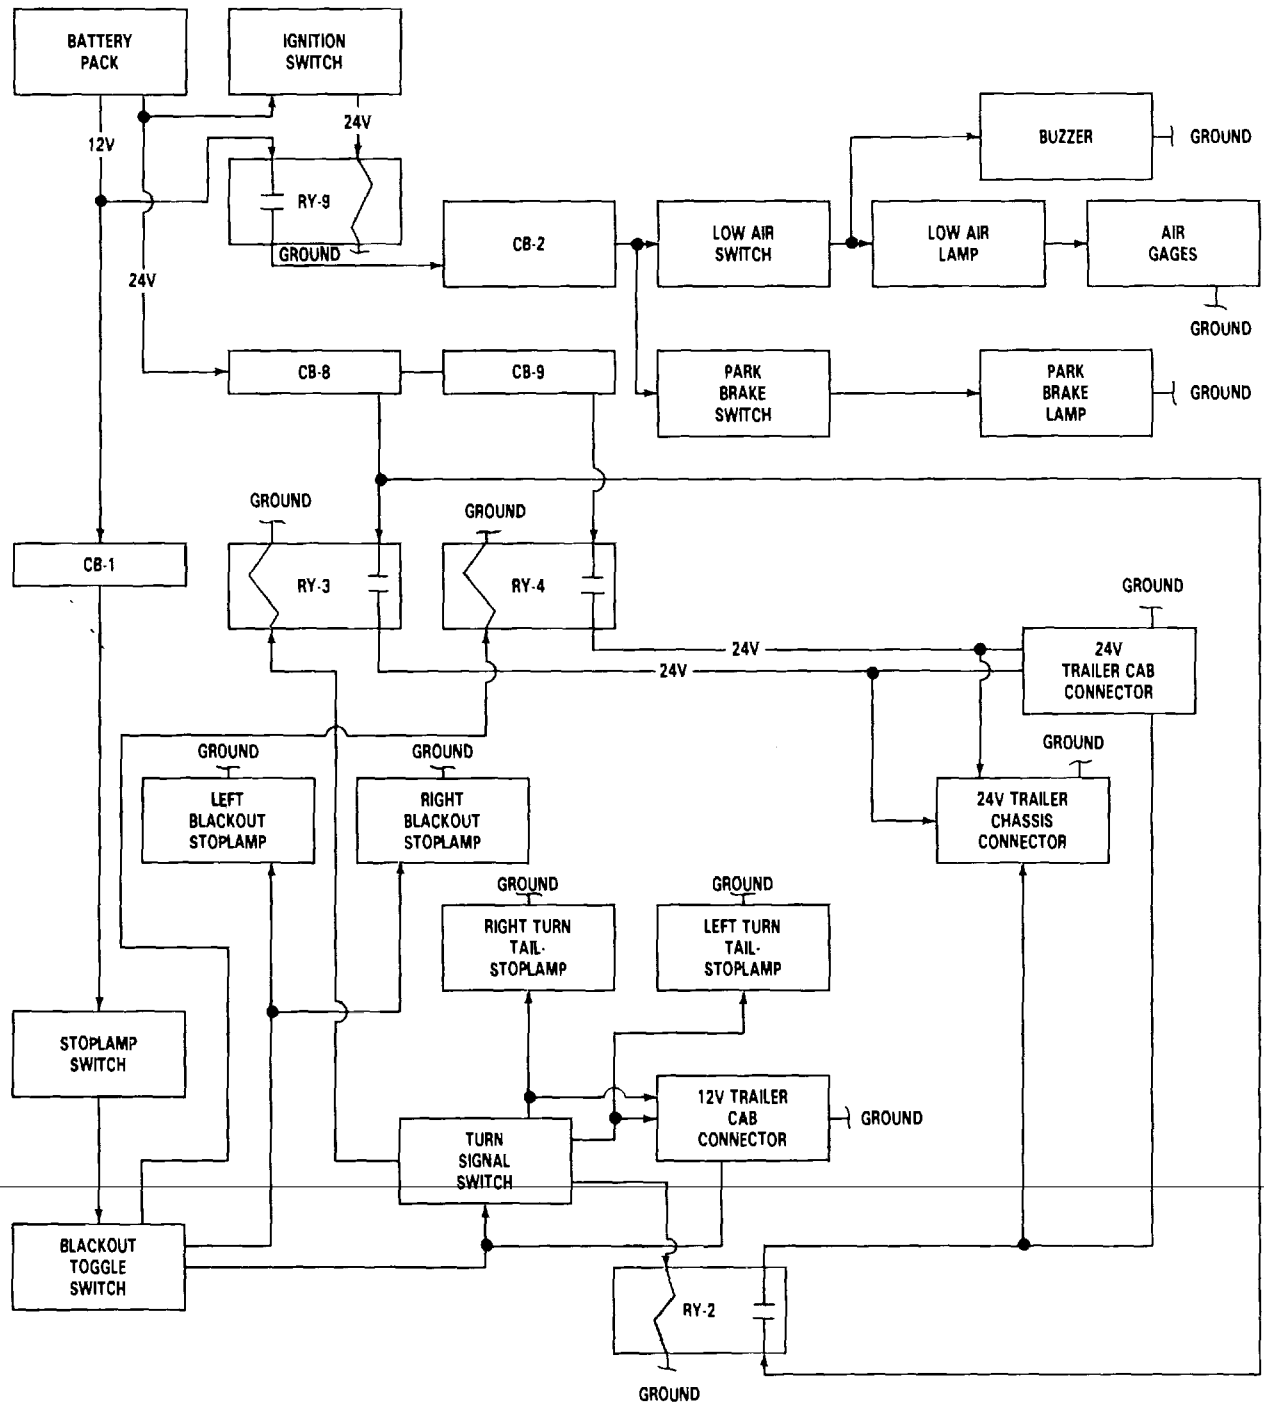 BATTERY
PACK
IGNITION
SWITCH
12V
24V
RY-9
GROUND
24V
CB-2
LOW AIR
SWITCH
BUZZER
GROUND
LOW AIR
LAMP
AIR
GAGES
GROUND
CB-8
CB-9
PARK
BRAKE
SWITCH
PARK
BRAKE
LAMP
GROUND
GROUND
GROUND
CB-1
RY-3
RY-4
GROUND
24V
24V
24V
TRAILER CAB
CONNECTOR
GROUND
GROUND
GROUND
LEFT
BLACKOUT
STOPLAMP
RIGHT
BLACKOUT
STOPLAMP
24V TRAILER
CHASSIS
CONNECTOR
GROUND
GROUND
RIGHT TURN
TAIL-
STOPLAMP
LEFT TURN
TAIL-
STOPLAMP
STOPLAMP
SWITCH
12V TRAILER
CAB
CONNECTOR
GROUND
TURN
SIGNAL
SWITCH
BLACKOUT
TOGGLE
SWITCH
RY-2
GROUND